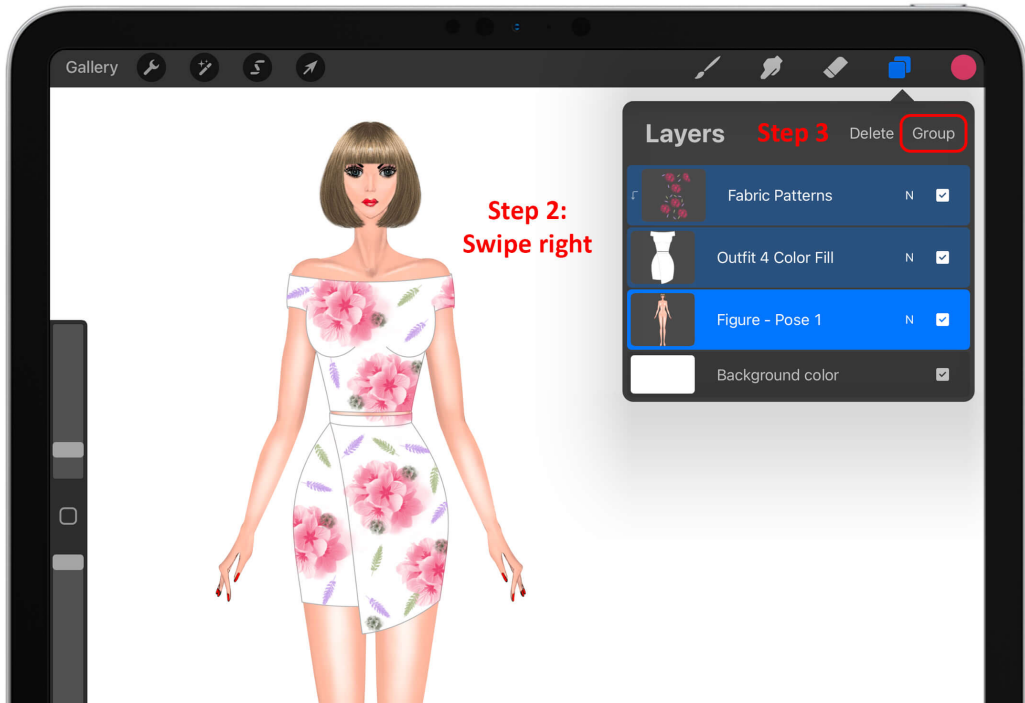 Gallery
Layers
Step 3
Delete
Group
Fabric Patterns
N
Step 2:
Swipe right
Outfit 4 Color Fill
N
Figure - Pose 1
N
Background color